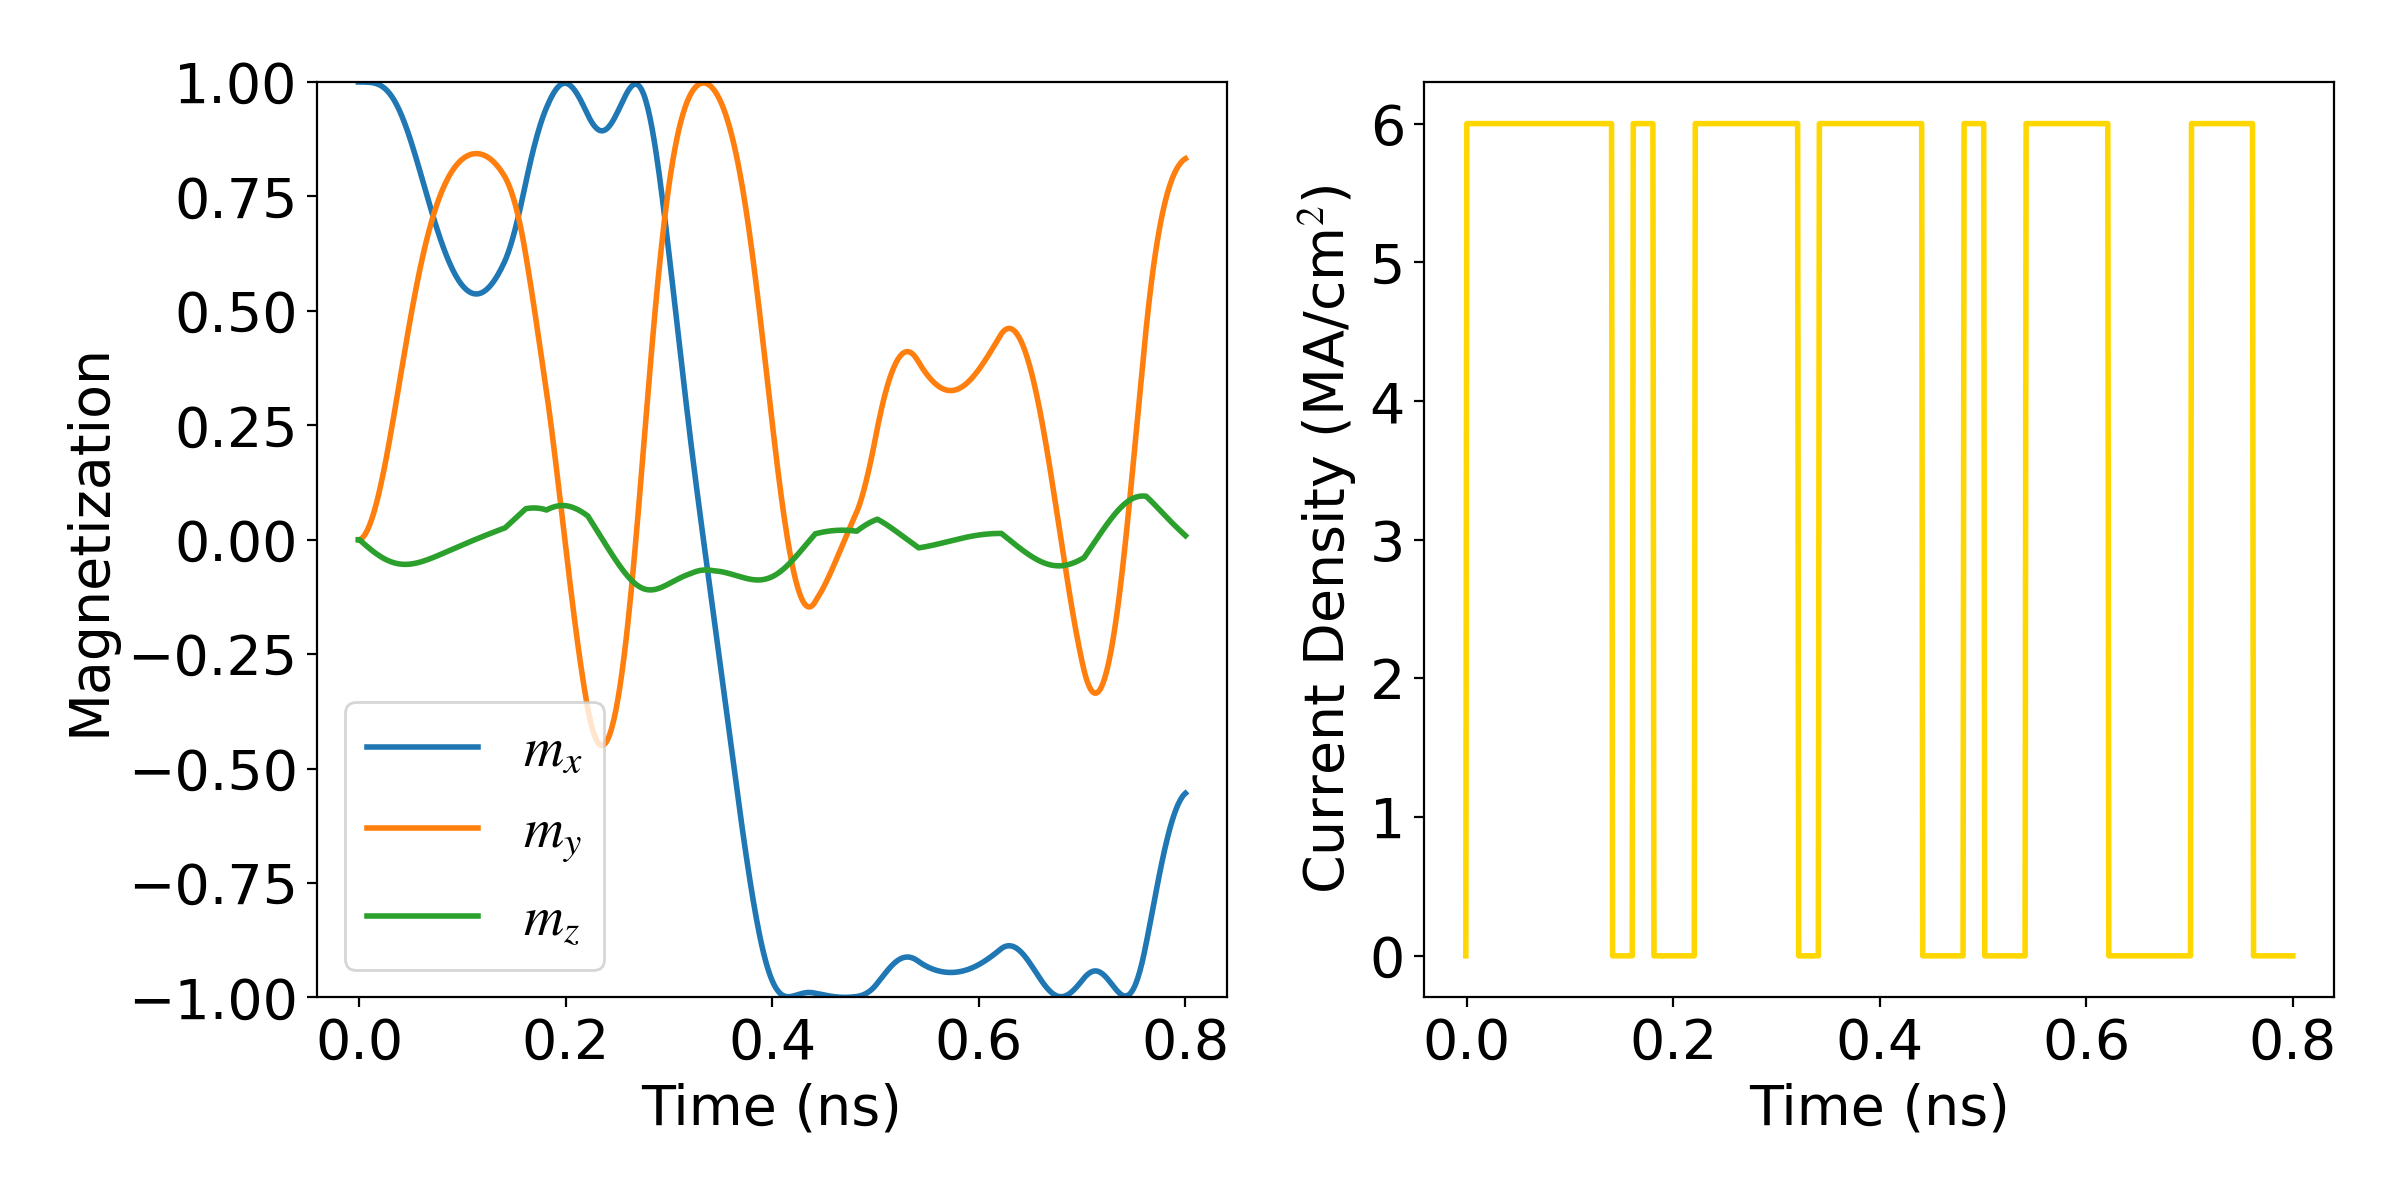 Magnetization
1.00
0.75
0.50
0.25
0.00
−0.25
−0.50
−0.75
−1.00
m_x
m_y
m_z
0.0 0.2 0.4 0.6 0.8
Time (ns)
Current Density (MA/cm²)
6
5
4
3
2
1
0
0.0 0.2 0.4 0.6 0.8
Time (ns)